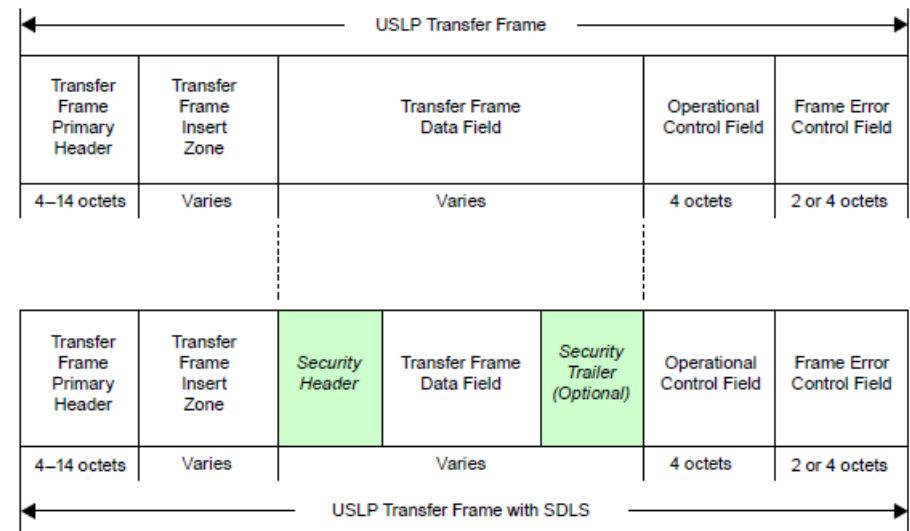 USLP Transfer Frame
Transfer
Frame
Primary
Header
Transfer
Frame
Insert
Zone
Transfer Frame
Data Field
Operational
Control Field
Frame Error
Control Field
4–14 octets
Varies
Varies
4 octets
2 or 4 octets
Transfer
Frame
Primary
Header
Transfer
Frame
Insert
Zone
Security
Header
Transfer Frame
Data Field
Security
Trailer
(Optional)
Operational
Control Field
Frame Error
Control Field
4–14 octets
Varies
Varies
4 octets
2 or 4 octets
USLP Transfer Frame with SDLS